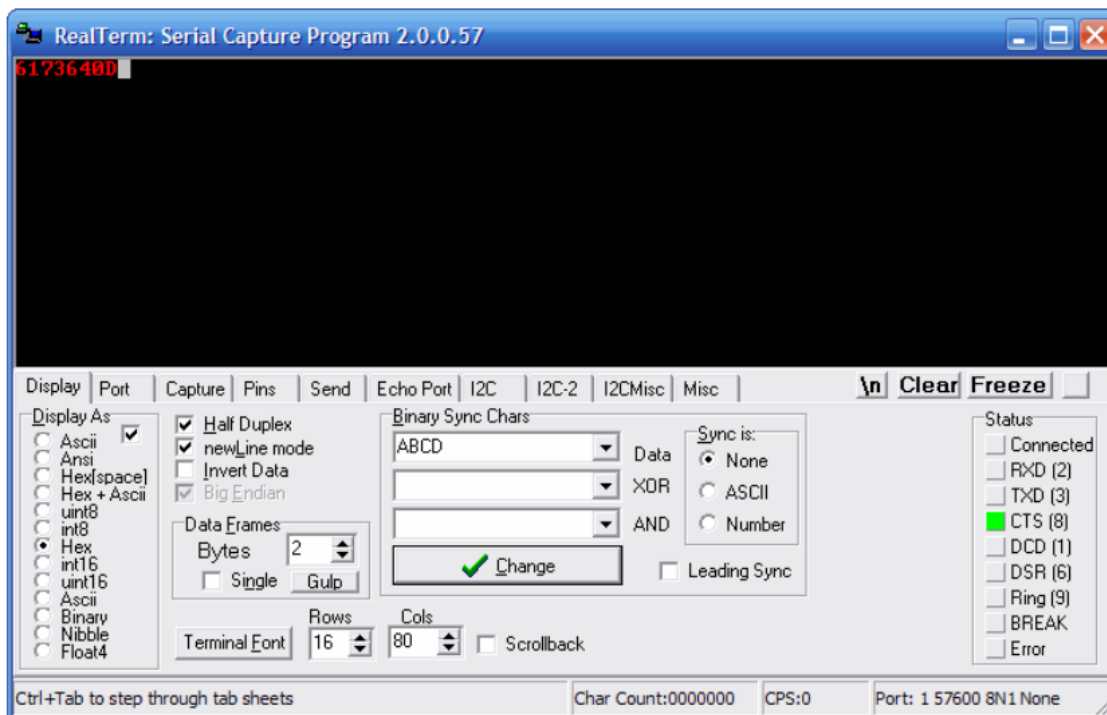 RealTerm: Serial Capture Program 2.0.0.57
6173640D
Display Port Capture Pins Send Echo Port I2C I2C-2 I2CMisc Misc \n Clear Freeze
Display As
Ascii
Ansi
Hex[space]
Hex + Ascii
uint8
int8
Hex
int16
uint16
Ascii
Binary
Nibble
Float4
Half Duplex
newLine mode
Invert Data
Big Endian
Data Frames
Bytes 2
Single Gulp
Rows Cols
Terminal Font 16 80 Scrollback
Binary Sync Chars
ABCD Data
XOR
AND
Change
Leading Sync
Sync is:
None
ASCII
Number
Status
Connected
RXD (2)
TXD (3)
CTS (8)
DCD (1)
DSR (6)
Ring (9)
BREAK
Error
Ctrl+Tab to step through tab sheets Char Count:0000000 CPS:0 Port: 1 57600 8N1 None